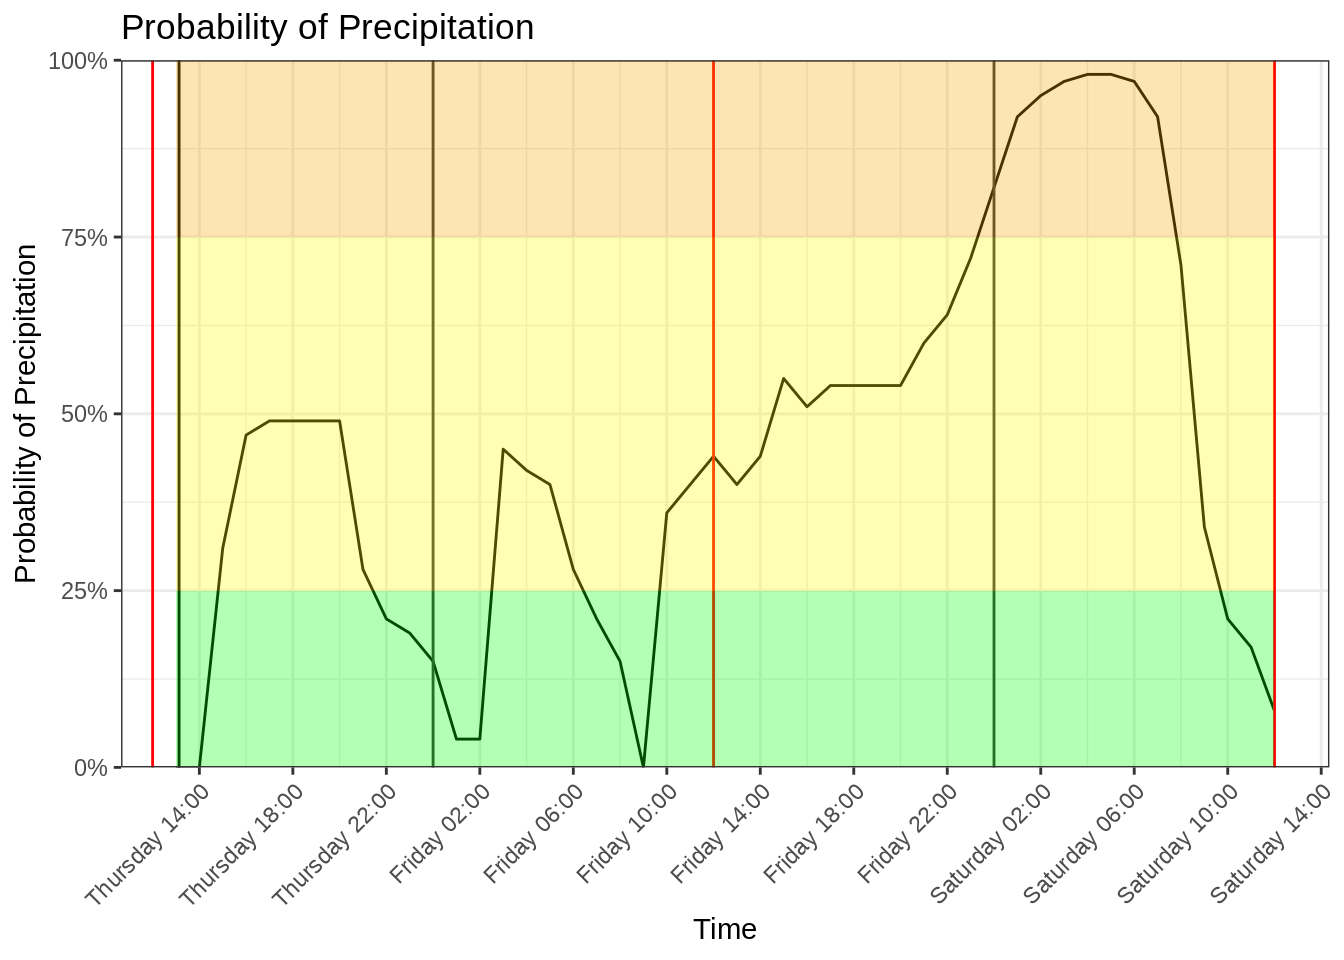 Probability of Precipitation
Probability of Precipitation
100%
75%
50%
25%
0%
Thursday 14:00
Thursday 18:00
Thursday 22:00
Friday 02:00
Friday 06:00
Friday 10:00
Friday 14:00
Friday 18:00
Friday 22:00
Saturday 02:00
Saturday 06:00
Saturday 10:00
Saturday 14:00
Time